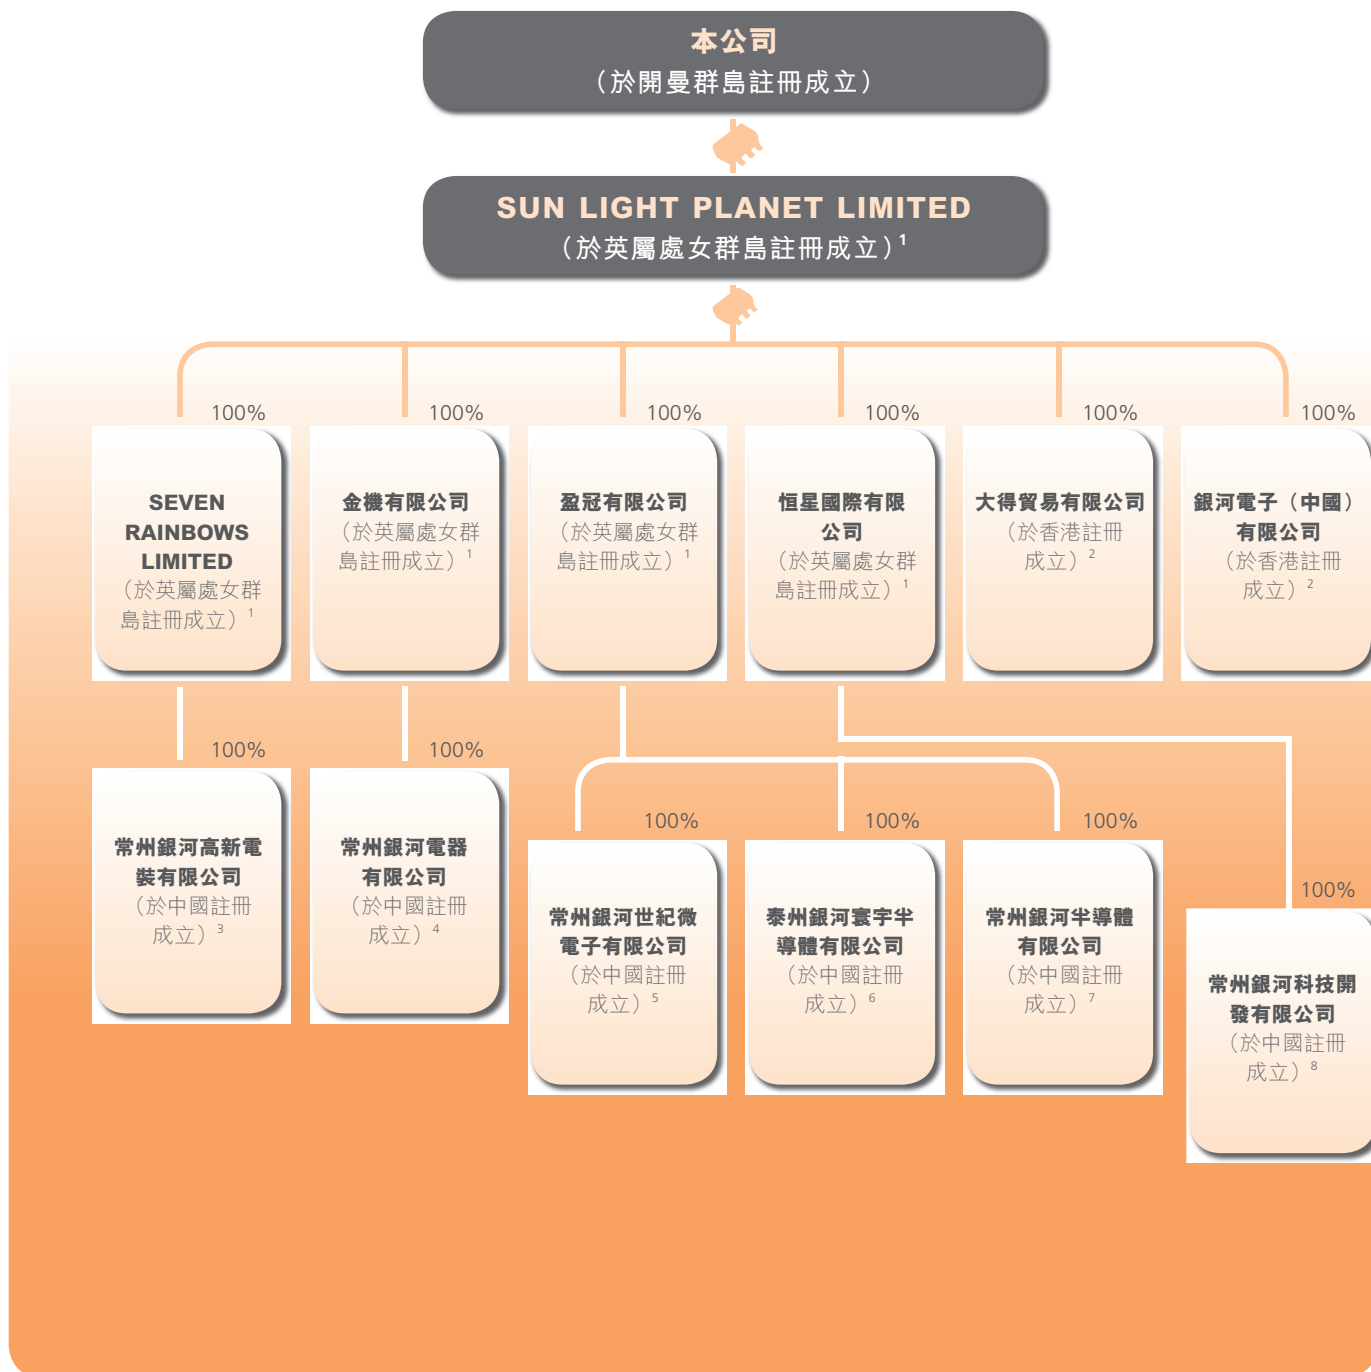 本公司
（於開曼群島註冊成立）
SUN LIGHT PLANET LIMITED
（於英屬處女群島註冊成立）1
100%
100%
100%
100%
100%
100%
SEVEN
RAINBOWS
LIMITED
（於英屬處女群
島註冊成立）1
金機有限公司
（於英屬處女群
島註冊成立）1
盈冠有限公司
（於英屬處女群
島註冊成立）1
恒星國際有限
公司
（於英屬處女群
島註冊成立）1
大得貿易有限公司
（於香港註冊
成立）2
銀河電子（中國）
有限公司
（於香港註冊
成立）2
100%
100%
常州銀河高新電
裝有限公司
（於中國註冊
成立）3
常州銀河電器
有限公司
（於中國註冊
成立）4
100%
100%
100%
常州銀河世紀微
電子有限公司
（於中國註冊
成立）5
泰州銀河寰宇半
導體有限公司
（於中國註冊
成立）6
常州銀河半導體
有限公司
（於中國註冊
成立）7
100%
常州銀河科技開
發有限公司
（於中國註冊
成立）8